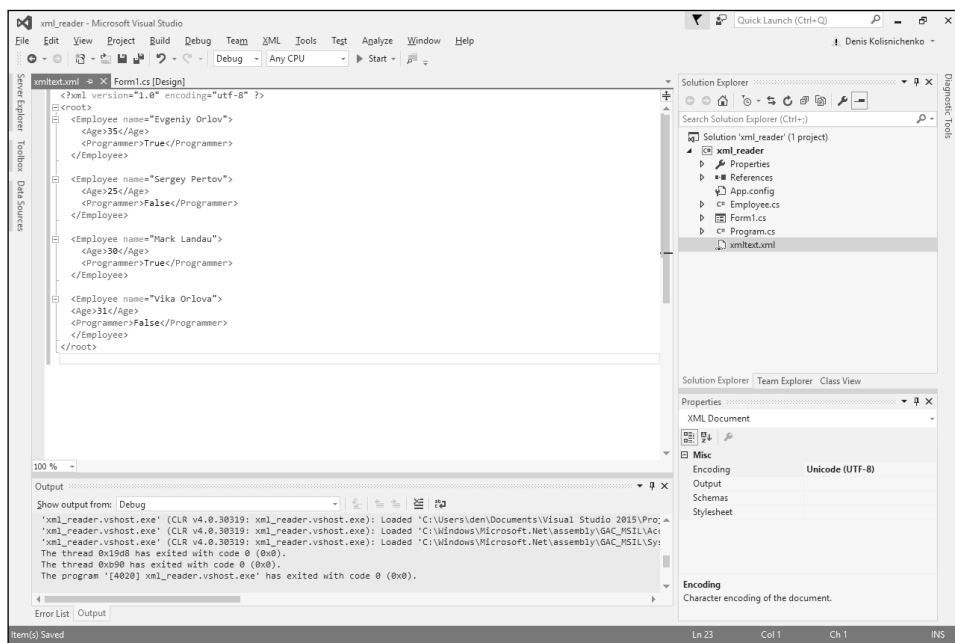 xml_reader - Microsoft Visual Studio
Quick Launch (Ctrl+Q)
File Edit View Project Build Debug Team XML Tools Test Analyze Window Help
Denis Kolisnichenko
Debug Any CPU Start
Server Explorer
Toolbox
Data Sources
xmltext.xml Form1.cs [Design]
<?xml version="1.0" encoding="utf-8" ?>
<root>
<Employee name="Evgeniy Orlov">
<Age>35</Age>
<Programmer>True</Programmer>
</Employee>
<Employee name="Sergey Pertov">
<Age>25</Age>
<Programmer>False</Programmer>
</Employee>
<Employee name="Mark Landau">
<Age>30</Age>
<Programmer>True</Programmer>
</Employee>
<Employee name="Vika Orlova">
<Age>31</Age>
<Programmer>False</Programmer>
</Employee>
</root>
100 %
Output
Show output from: Debug
'xml_reader.vshost.exe' (CLR v4.0.30319: xml_reader.vshost.exe): Loaded 'C:\Users\den\Documents\Visual Studio 2015\Proj
'xml_reader.vshost.exe' (CLR v4.0.30319: xml_reader.vshost.exe): Loaded 'C:\Windows\Microsoft.Net\assembly\GAC_MSIL\Acc
'xml_reader.vshost.exe' (CLR v4.0.30319: xml_reader.vshost.exe): Loaded 'C:\Windows\Microsoft.Net\assembly\GAC_MSIL\Sys
The thread 0x19d8 has exited with code 0 (0x0).
The thread 0xb90 has exited with code 0 (0x0).
The program '[4020] xml_reader.vshost.exe' has exited with code 0 (0x0).
Error List Output
Solution Explorer
Search Solution Explorer (Ctrl+;)
Solution 'xml_reader' (1 project)
C# xml_reader
Properties
References
App.config
C# Employee.cs
Form1.cs
C# Program.cs
xmltext.xml
Solution Explorer Team Explorer Class View
Properties
XML Document
Misc
Encoding Unicode (UTF-8)
Output
Schemas
Stylesheet
Encoding
Character encoding of the document.
Diagnostic Tools
Item(s) Saved Ln 23 Col 1 Ch 1 INS